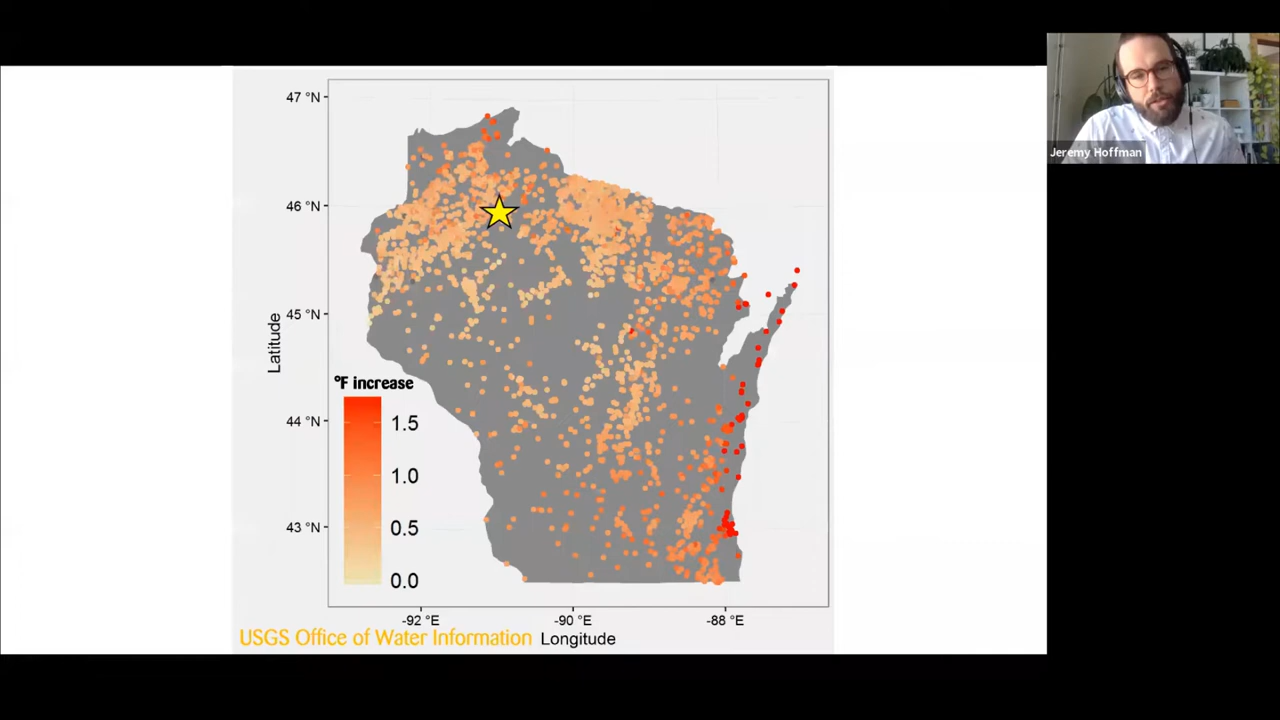 Jeremy Hoffman
47 °N
46 °N
45 °N
44 °N
43 °N
Latitude
°F increase
1.5
1.0
0.5
0.0
-92 °E
-90 °E
-88 °E
USGS Office of Water Information
Longitude